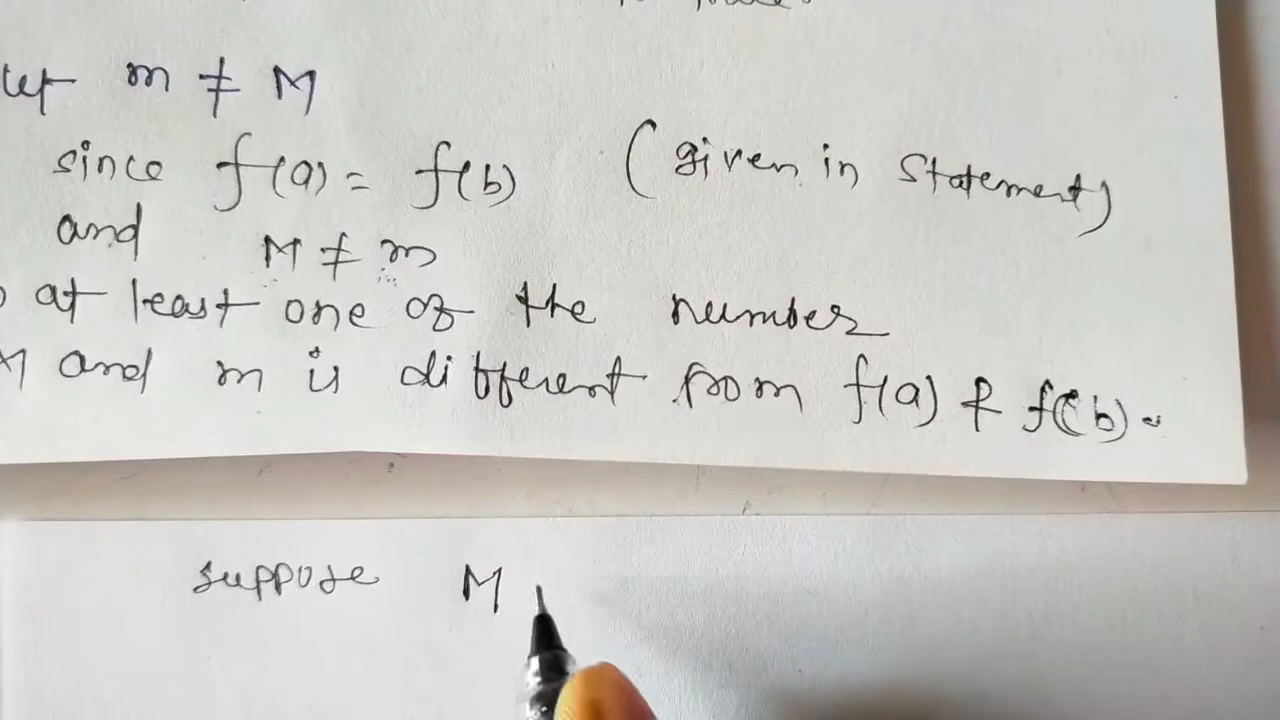 let m ≠ M
since f(a) = f(b) (given in statement)
and M ≠ m
at least one of the number
M and m is different from f(a) & f(b).
suppose M